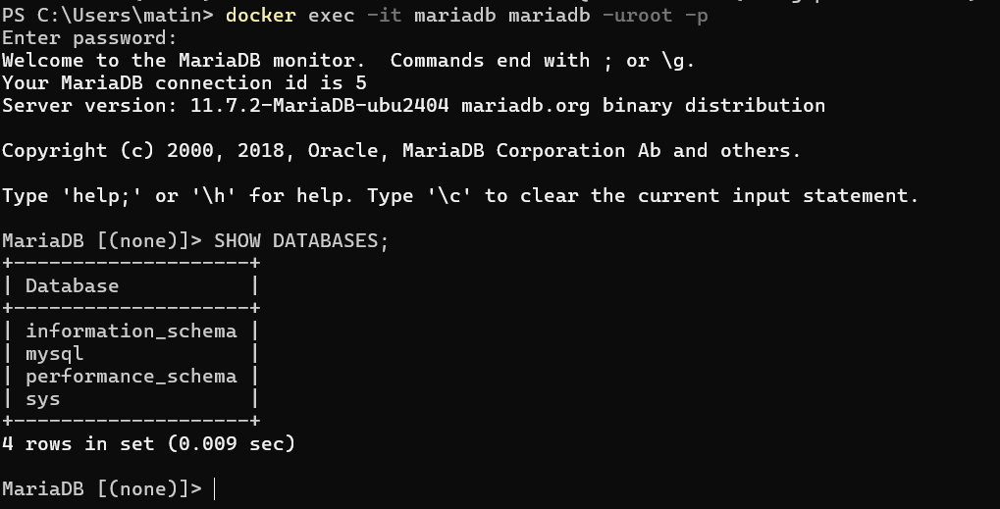 PS C:\Users\matin> docker exec -it mariadb mariadb -uroot -p
Enter password:
Welcome to the MariaDB monitor.  Commands end with ; or \g.
Your MariaDB connection id is 5
Server version: 11.7.2-MariaDB-ubu2404 mariadb.org binary distribution

Copyright (c) 2000, 2018, Oracle, MariaDB Corporation Ab and others.

Type 'help;' or '\h' for help. Type '\c' to clear the current input statement.

MariaDB [(none)]> SHOW DATABASES;
+--------------------+
| Database           |
+--------------------+
| information_schema |
| mysql              |
| performance_schema |
| sys                |
+--------------------+
4 rows in set (0.009 sec)

MariaDB [(none)]>